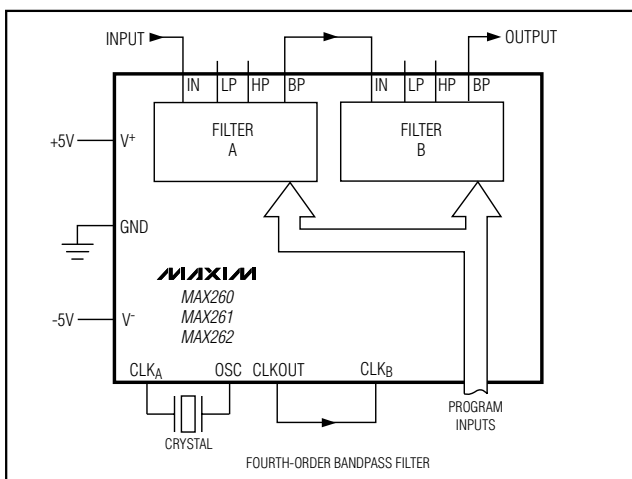 INPUT
OUTPUT
IN LP HP BP
IN LP HP BP
FILTER
A
FILTER
B
+5V
V+
GND
-5V
V-
MAXIM
MAX260
MAX261
MAX262
CLKA
OSC
CLKOUT
CLKB
CRYSTAL
PROGRAM
INPUTS
FOURTH-ORDER BANDPASS FILTER